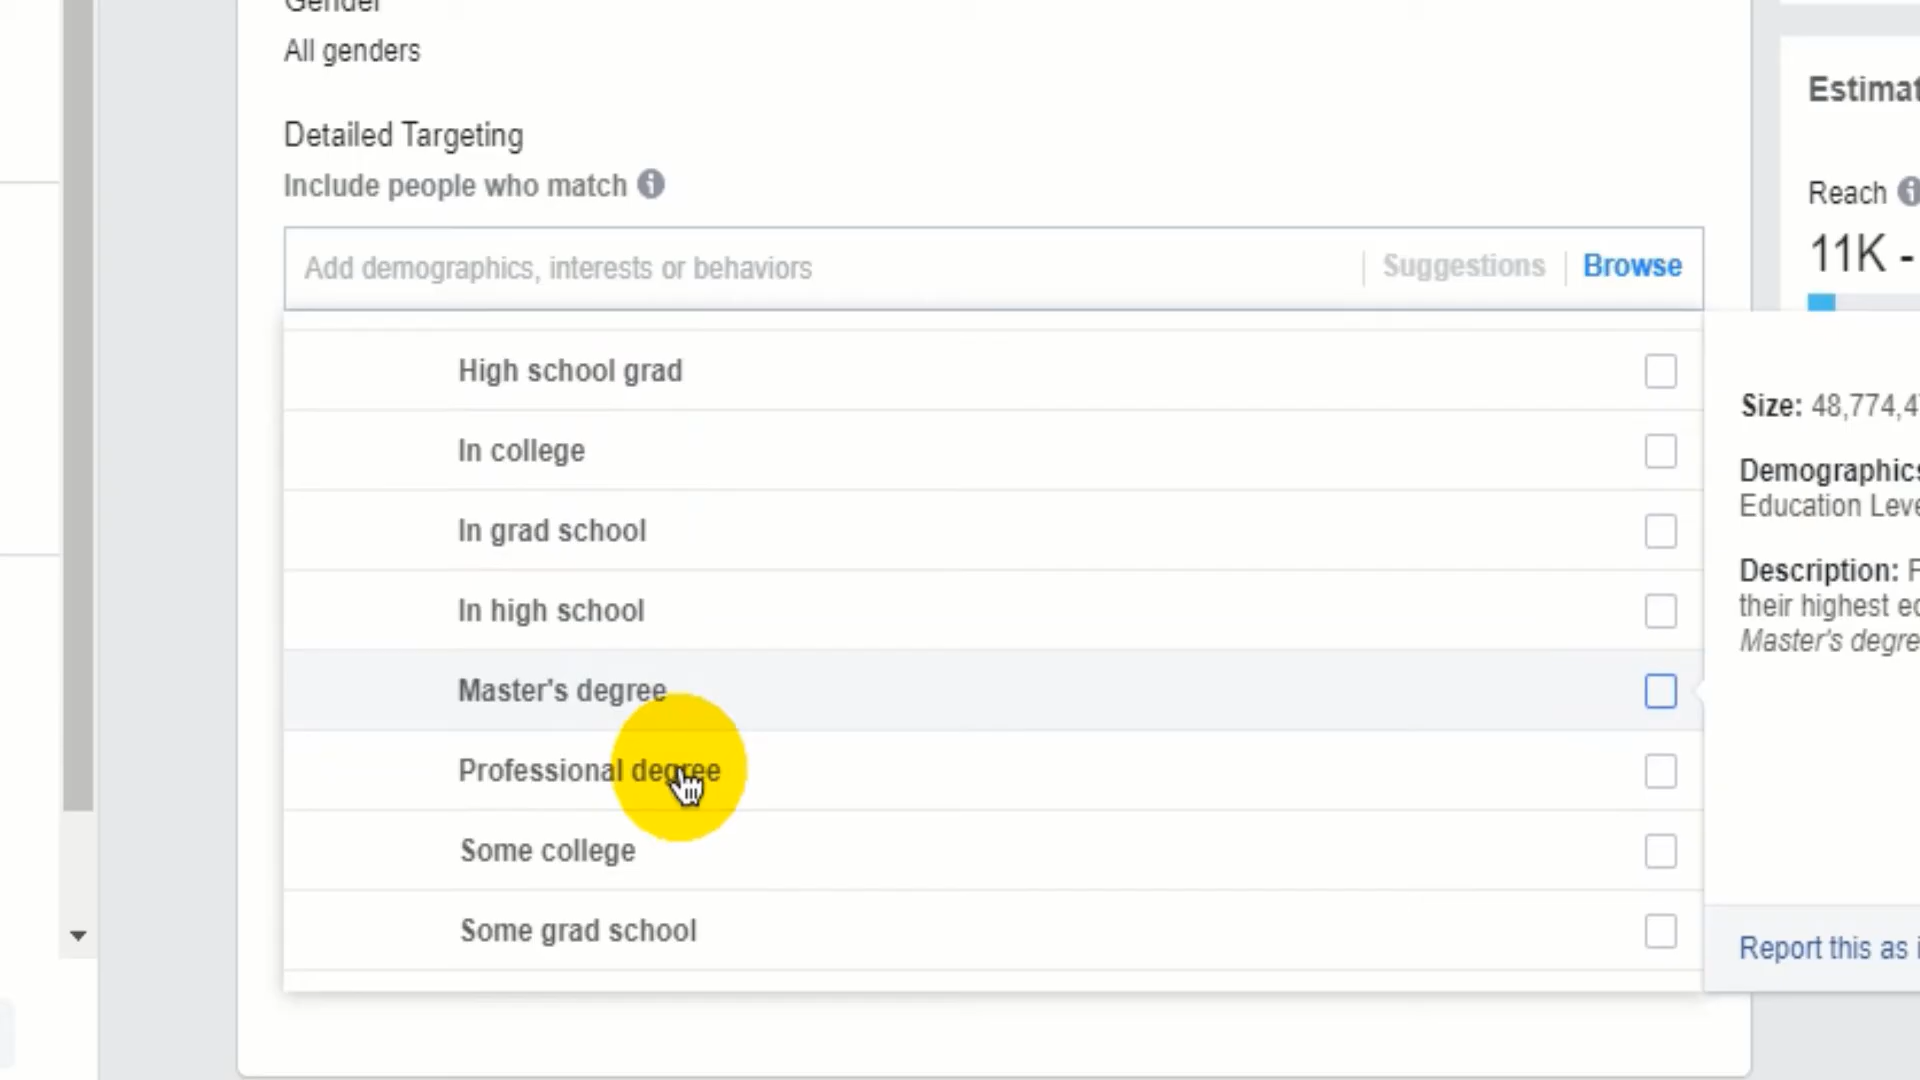 Gender
All genders
Detailed Targeting
Include people who match
Add demographics, interests or behaviors
Suggestions
Browse
High school grad
In college
In grad school
In high school
Master's degree
Professional degree
Some college
Some grad school
Estimat
Reach
11K -
Size: 48,774,4
Demographics
Education Leve
Description:
their highest
Master's degre
Report this as